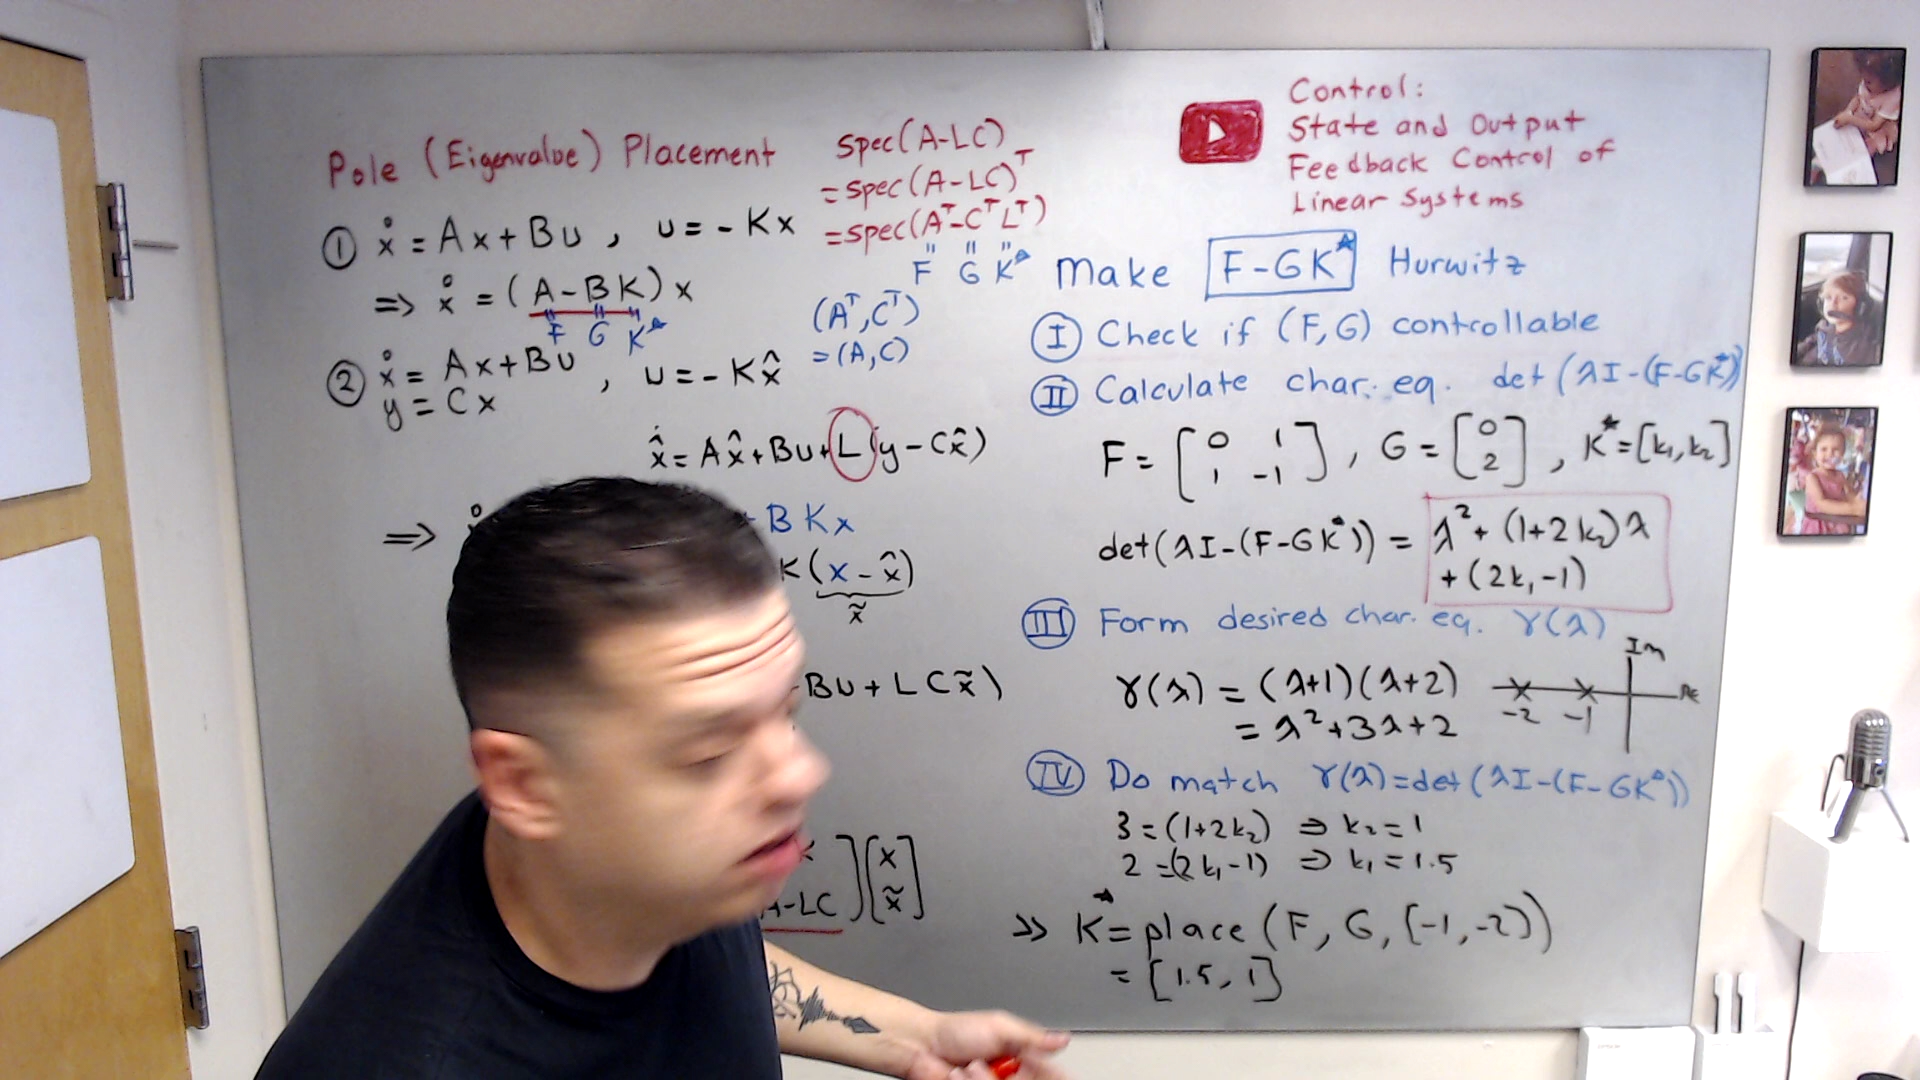 Pole (Eigenvalue) Placement
① ẋ = Ax + Bu , u = - Kx
=> ẋ = (A - BK) x
F G K*
② ẋ = Ax + Bu , u = - Kx̂
y = Cx
x̂̇ = Ax̂ + Bu + L(y - Cx̂)
=>
BKx
K(x - x̂)
x̃
Bu + LCx̃)
A-LC ] [x
x̃]
Spec(A-LC)
= spec(A-LC)ᵀ
= spec(Aᵀ-CᵀLᵀ)
F G K*
(Aᵀ, Cᵀ)
= (A, C)
Control:
State and Output
Feedback Control of
Linear Systems
Make F-GK* Hurwitz
Ⅰ Check if (F,G) controllable
Ⅱ Calculate char. eq. det (λI-(F-GK*))
F = [0 1
1 -1] , G = [0
2] , K* = [k₁, k₂]
det(λI-(F-GK*)) = λ² + (1+2k₂)λ
+ (2k₁-1)
Ⅲ Form desired char. eq. γ(λ)
Im
γ(λ) = (λ+1)(λ+2)
Re
-2 -1
= λ²+3λ+2
Ⅳ Do match γ(λ)=det(λI-(F-GK*))
3 = (1+2k₂) => k₂ = 1
2 = (2k₁-1) => k₁ = 1.5
>> K* = place (F, G, [-1, -2])
= [1.5, 1]